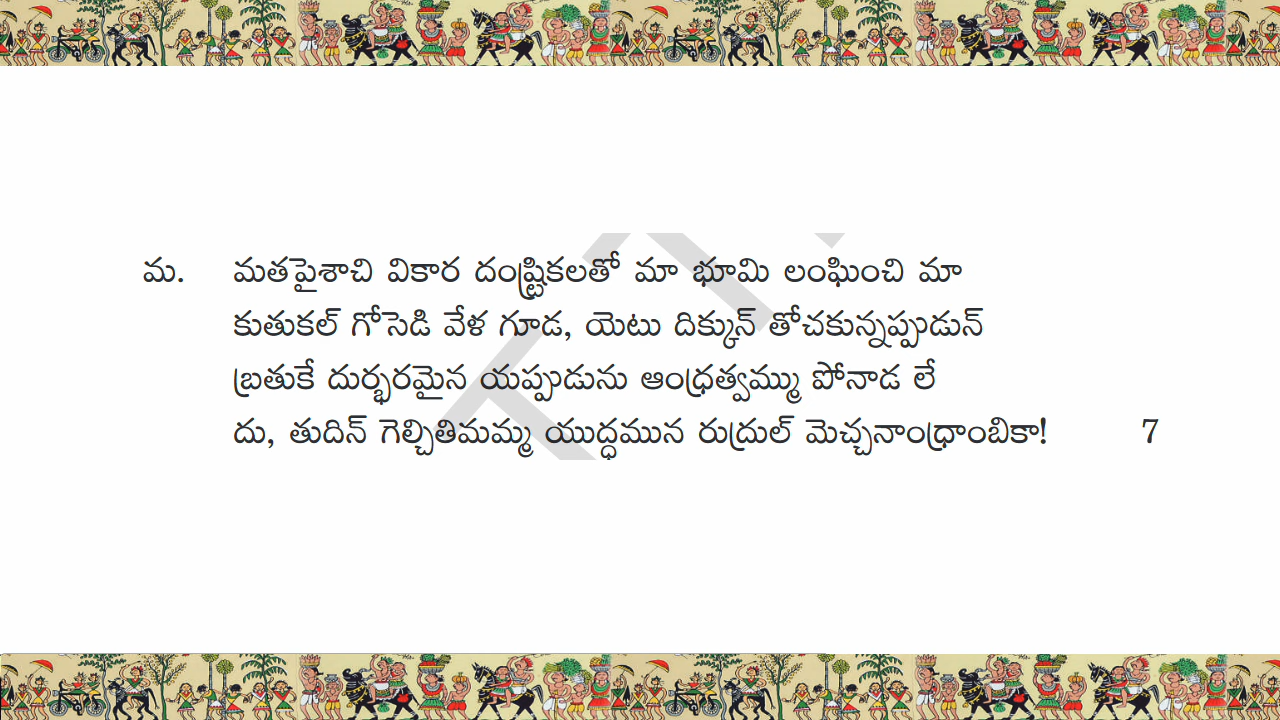 మ. మతపైశాచి వికార దంష్ట్రికలతో మా భూమి లంఘించి మా
కుతుకల్ గోసెడి వేళ గూడ, యెటు దిక్కున్ తోచకున్నప్పుడున్
బ్రతుకే దుర్భరమైన యప్పుడును ఆంధ్రత్వమ్ము పోనాడ లే
దు, తుదిన్ గెల్చితిమమ్మ యుద్ధమున రుద్రుల్ మెచ్చనాంధ్రాంబికా! 7